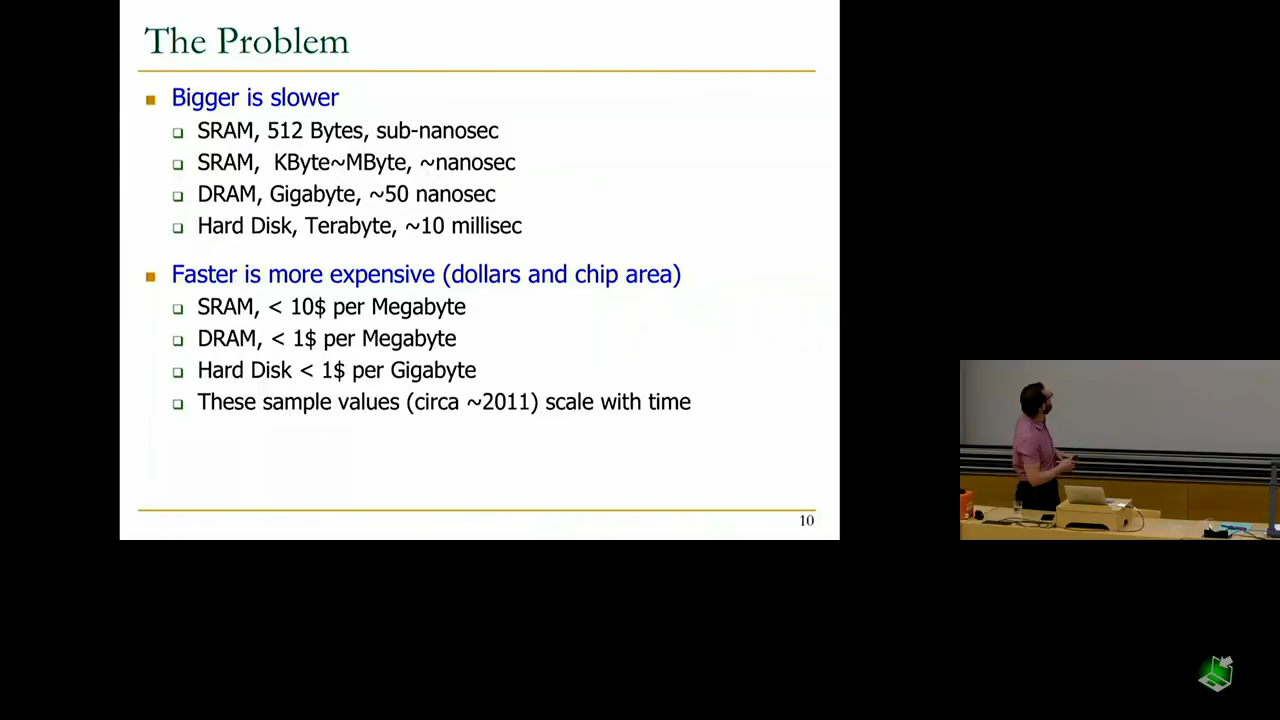 The Problem
Bigger is slower
SRAM, 512 Bytes, sub-nanosec
SRAM, KByte~MByte, ~nanosec
DRAM, Gigabyte, ~50 nanosec
Hard Disk, Terabyte, ~10 millisec
Faster is more expensive (dollars and chip area)
SRAM, < 10$ per Megabyte
DRAM, < 1$ per Megabyte
Hard Disk < 1$ per Gigabyte
These sample values (circa ~2011) scale with time
10